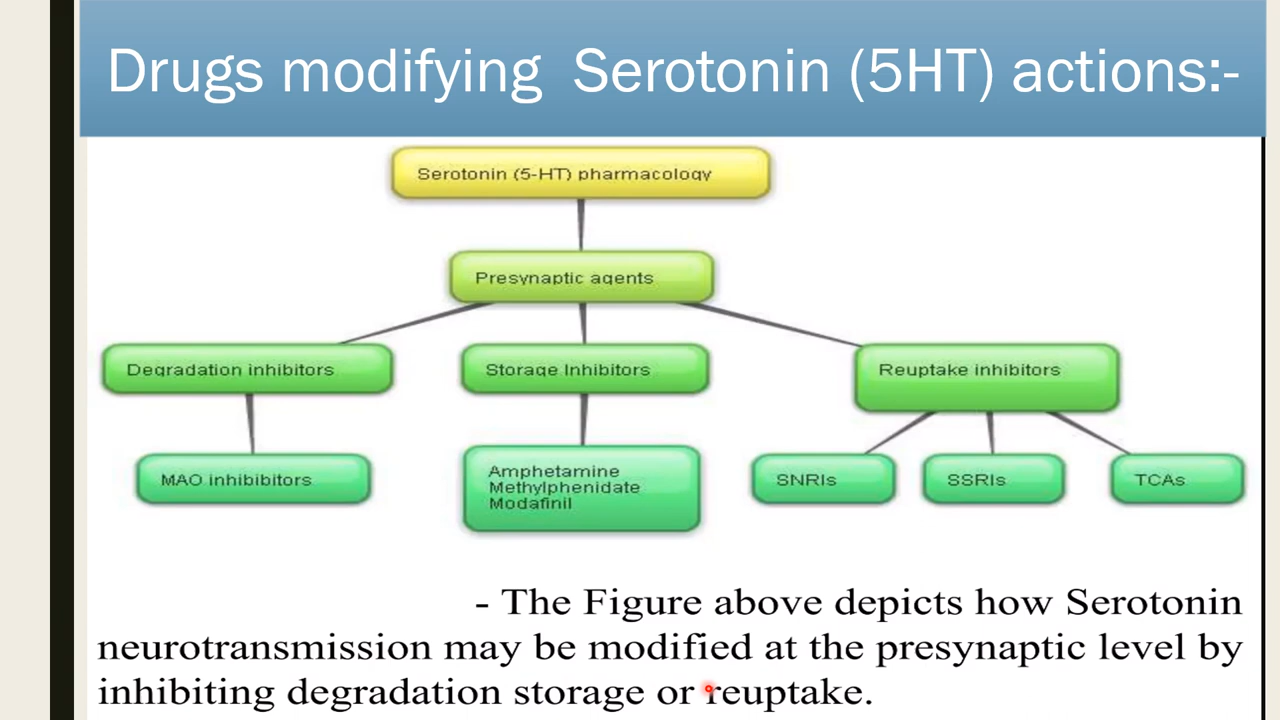 Drugs modifying Serotonin (5HT) actions:-
Serotonin (5-HT) pharmacology
Presynaptic agents
Degradation inhibitors
Storage Inhibitors
Reuptake inhibitors
MAO inhibibitors
Amphetamine
Methylphenidate
Modafinil
SNRIs
SSRIs
TCAs
- The Figure above depicts how Serotonin
neurotransmission may be modified at the presynaptic level by
inhibiting degradation storage or reuptake.